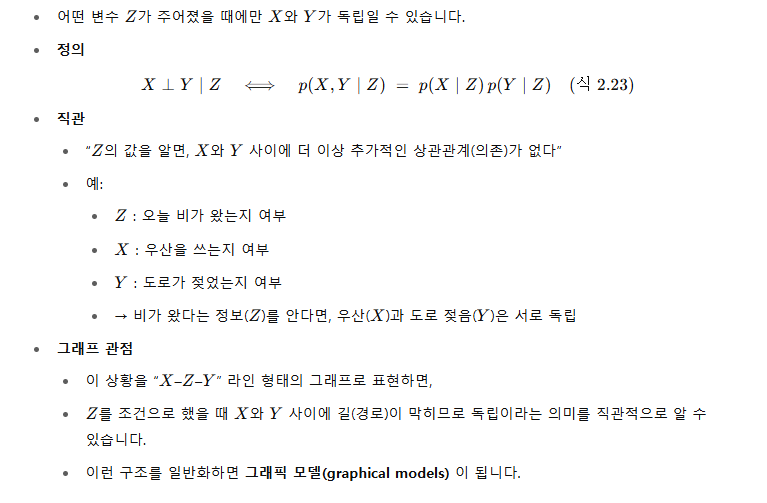 어떤 변수 Z가 주어졌을 때에만 X와 Y가 독립일 수 있습니다.
정의
X ⊥ Y | Z ⟺ p(X, Y | Z) = p(X | Z) p(Y | Z) (식 2.23)
직관
“Z의 값을 알면, X와 Y 사이에 더 이상 추가적인 상관관계(의존)가 없다”
예:
Z : 오늘 비가 왔는지 여부
X : 우산을 쓰는지 여부
Y : 도로가 젖었는지 여부
→ 비가 왔다는 정보(Z)를 안다면, 우산(X)과 도로 젖음(Y)은 서로 독립
그래프 관점
이 상황을 “X–Z–Y” 라인 형태의 그래프로 표현하면,
Z를 조건으로 했을 때 X와 Y 사이에 길(경로)이 막히므로 독립이라는 의미를 직관적으로 알 수
있습니다.
이런 구조를 일반화하면 그래픽 모델(graphical models) 이 됩니다.